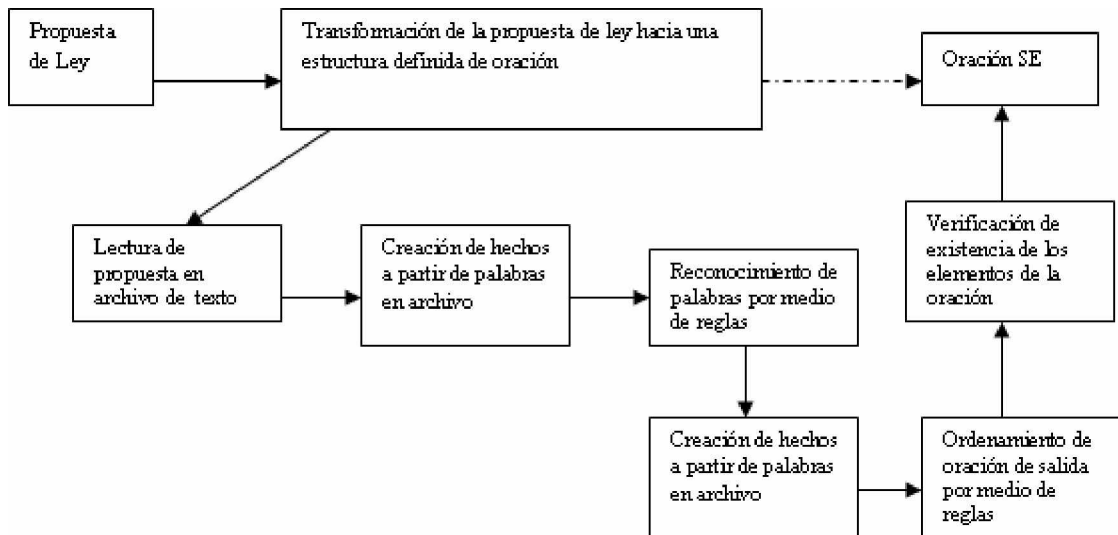 Propuesta
de Ley
Transformación de la propuesta de ley hacia una
estructura definida de oración
Oración SE
Lectura de
propuesta en
archivo de texto
Creación de hechos
a partir de palabras
en archivo
Reconocimiento de
palabras por medio
de reglas
Verificación de
existencia de los
elementos de la
oración
Creación de hechos
a partir de palabras
en archivo
Ordenamiento de
oración de salida
por medio de
reglas